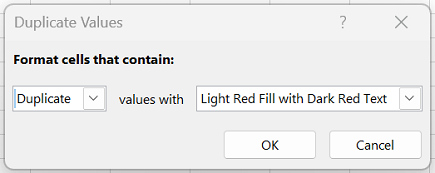 Duplicate Values
Format cells that contain:
Duplicate values with Light Red Fill with Dark Red Text
OK Cancel